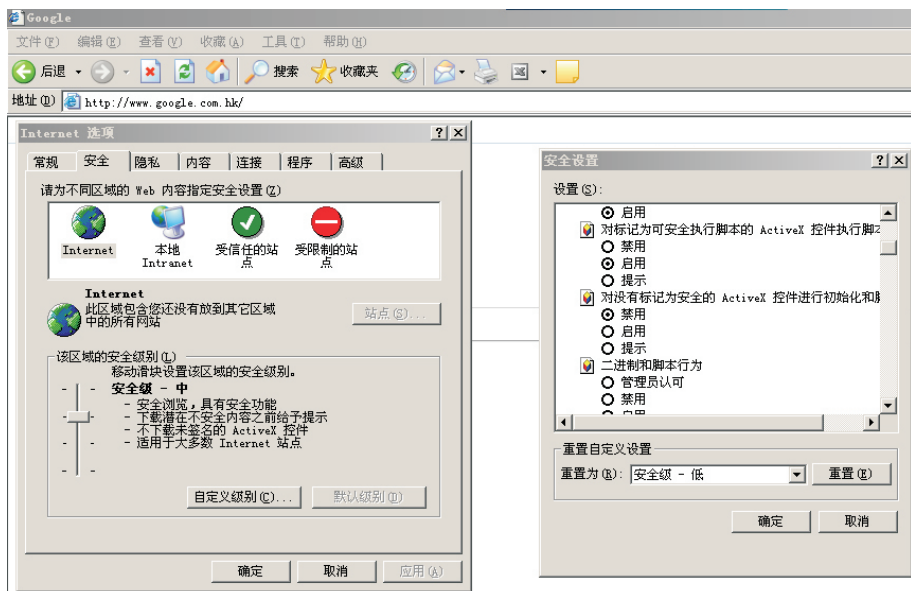 Google
文件(F) 编辑(E) 查看(V) 收藏(A) 工具(T) 帮助(H)
后退 搜索 收藏夹
地址(D) http://www.google.com.hk/
Internet 选项
常规 安全 隐私 内容 连接 程序 高级
请为不同区域的 Web 内容指定安全设置(Z)
Internet 本地 Intranet 受信任的站点 受限制的站点
Internet
此区域包含您还没有放到其它区域
中的所有网站
站点(S)...
该区域的安全级别(L)
移动滑块设置该区域的安全级别。
安全级 - 中
- 安全浏览，具有安全功能
- 下载潜在不安全内容之前给予提示
- 不下载未签名的 ActiveX 控件
- 适用于大多数 Internet 站点
自定义级别(C)... 默认级别(D)
确定 取消 应用(A)
安全设置
设置(S):
启用
对标记为可安全执行脚本的 ActiveX 控件执行脚
禁用
启用
提示
对没有标记为安全的 ActiveX 控件进行初始化和
禁用
启用
提示
二进制和脚本行为
管理员认可
禁用
重置自定义设置
重置为(R): 安全级 - 低 重置(E)
确定 取消